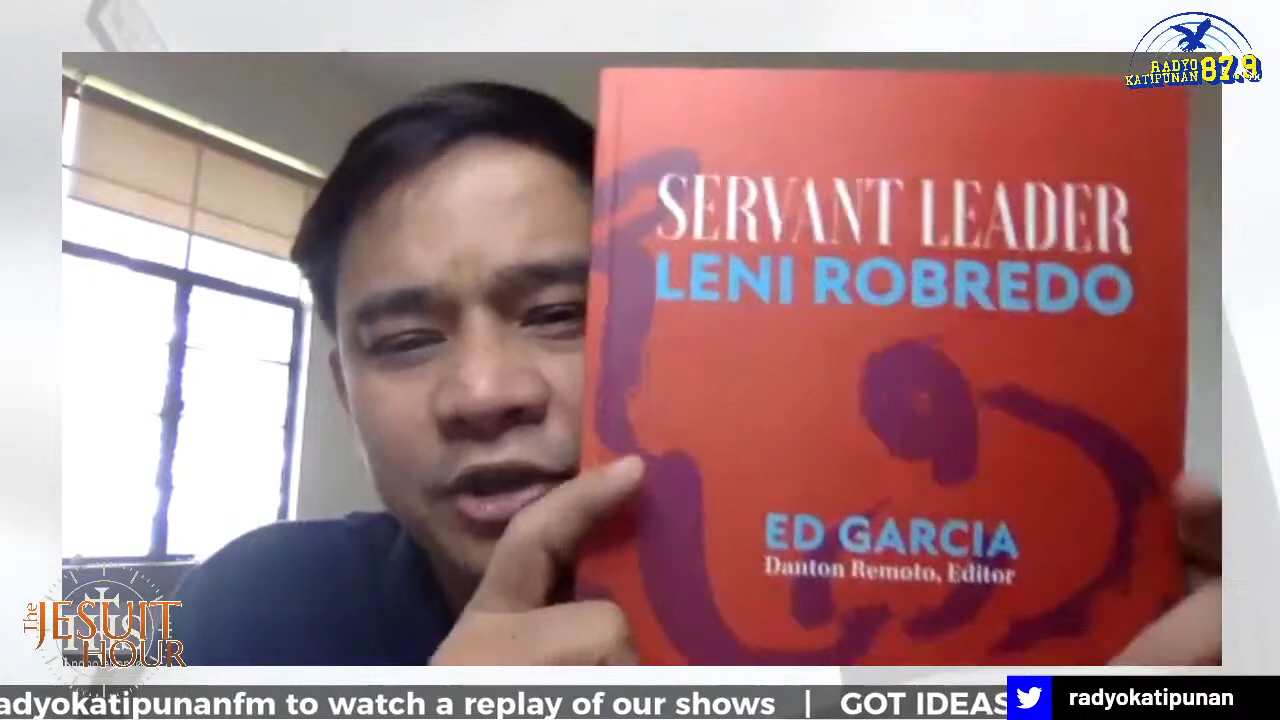 RADYO
KATIPUNAN 87.9
SERVANT LEADER
LENI ROBREDO
ED GARCIA
Danton Remoto, Editor
The
JESUIT
HOUR
IHS
adyokatipunanfm to watch a replay of our shows | GOT IDEAS
radyokatipunan